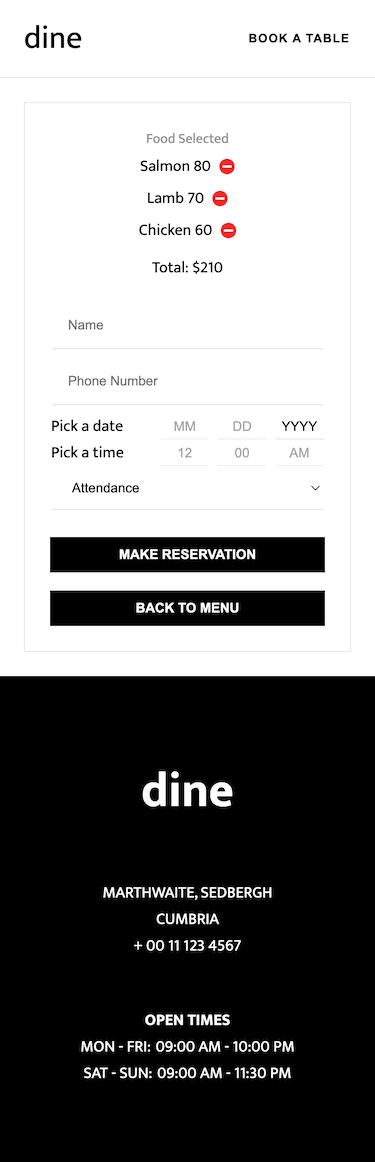 dine
BOOK A TABLE
Food Selected
Salmon 80
Lamb 70
Chicken 60
Total: $210
Name
Phone Number
Pick a date MM DD YYYY
Pick a time 12 00 AM
Attendance
MAKE RESERVATION
BACK TO MENU
dine
MARTHWAITE, SEDBERGH
CUMBRIA
+ 00 11 123 4567
OPEN TIMES
MON - FRI: 09:00 AM - 10:00 PM
SAT - SUN: 09:00 AM - 11:30 PM